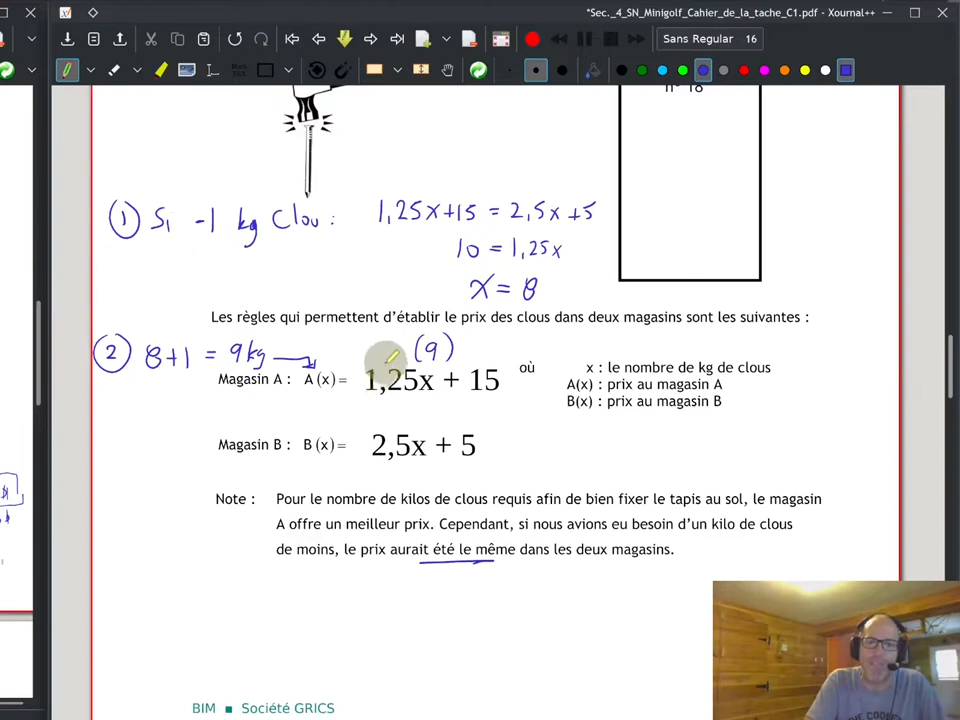 *Sec._4_SN_Minigolf_Cahier_de_la_tache_C1.pdf - Xournal++
Sans Regular 16
n° 18
① Si -1 kg Clou : 1,25x+15 = 2,5x+5
10 = 1,25x
x = 8
Les règles qui permettent d'établir le prix des clous dans deux magasins sont les suivantes :
② 8+1 = 9kg (9)
Magasin A : A (x) = 1,25x + 15 où x : le nombre de kg de clous
A(x) : prix au magasin A
B(x) : prix au magasin B
Magasin B : B (x) = 2,5x + 5
Note : Pour le nombre de kilos de clous requis afin de bien fixer le tapis au sol, le magasin
A offre un meilleur prix. Cependant, si nous avions eu besoin d'un kilo de clous
de moins, le prix aurait été le même dans les deux magasins.
BIM ▪ Société GRICS